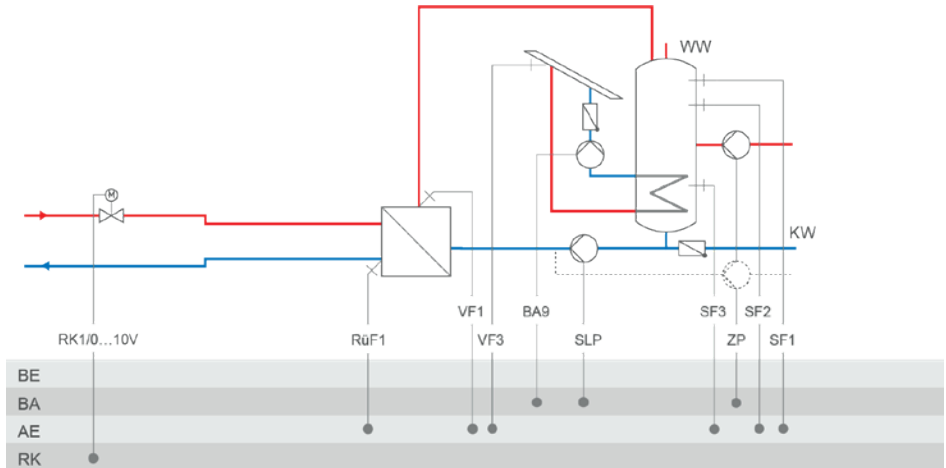 WW
M
KW
VF1 BA9 SF3 SF2
RK1/0...10V RüF1 VF3 SLP ZP SF1
BE
BA
AE
RK